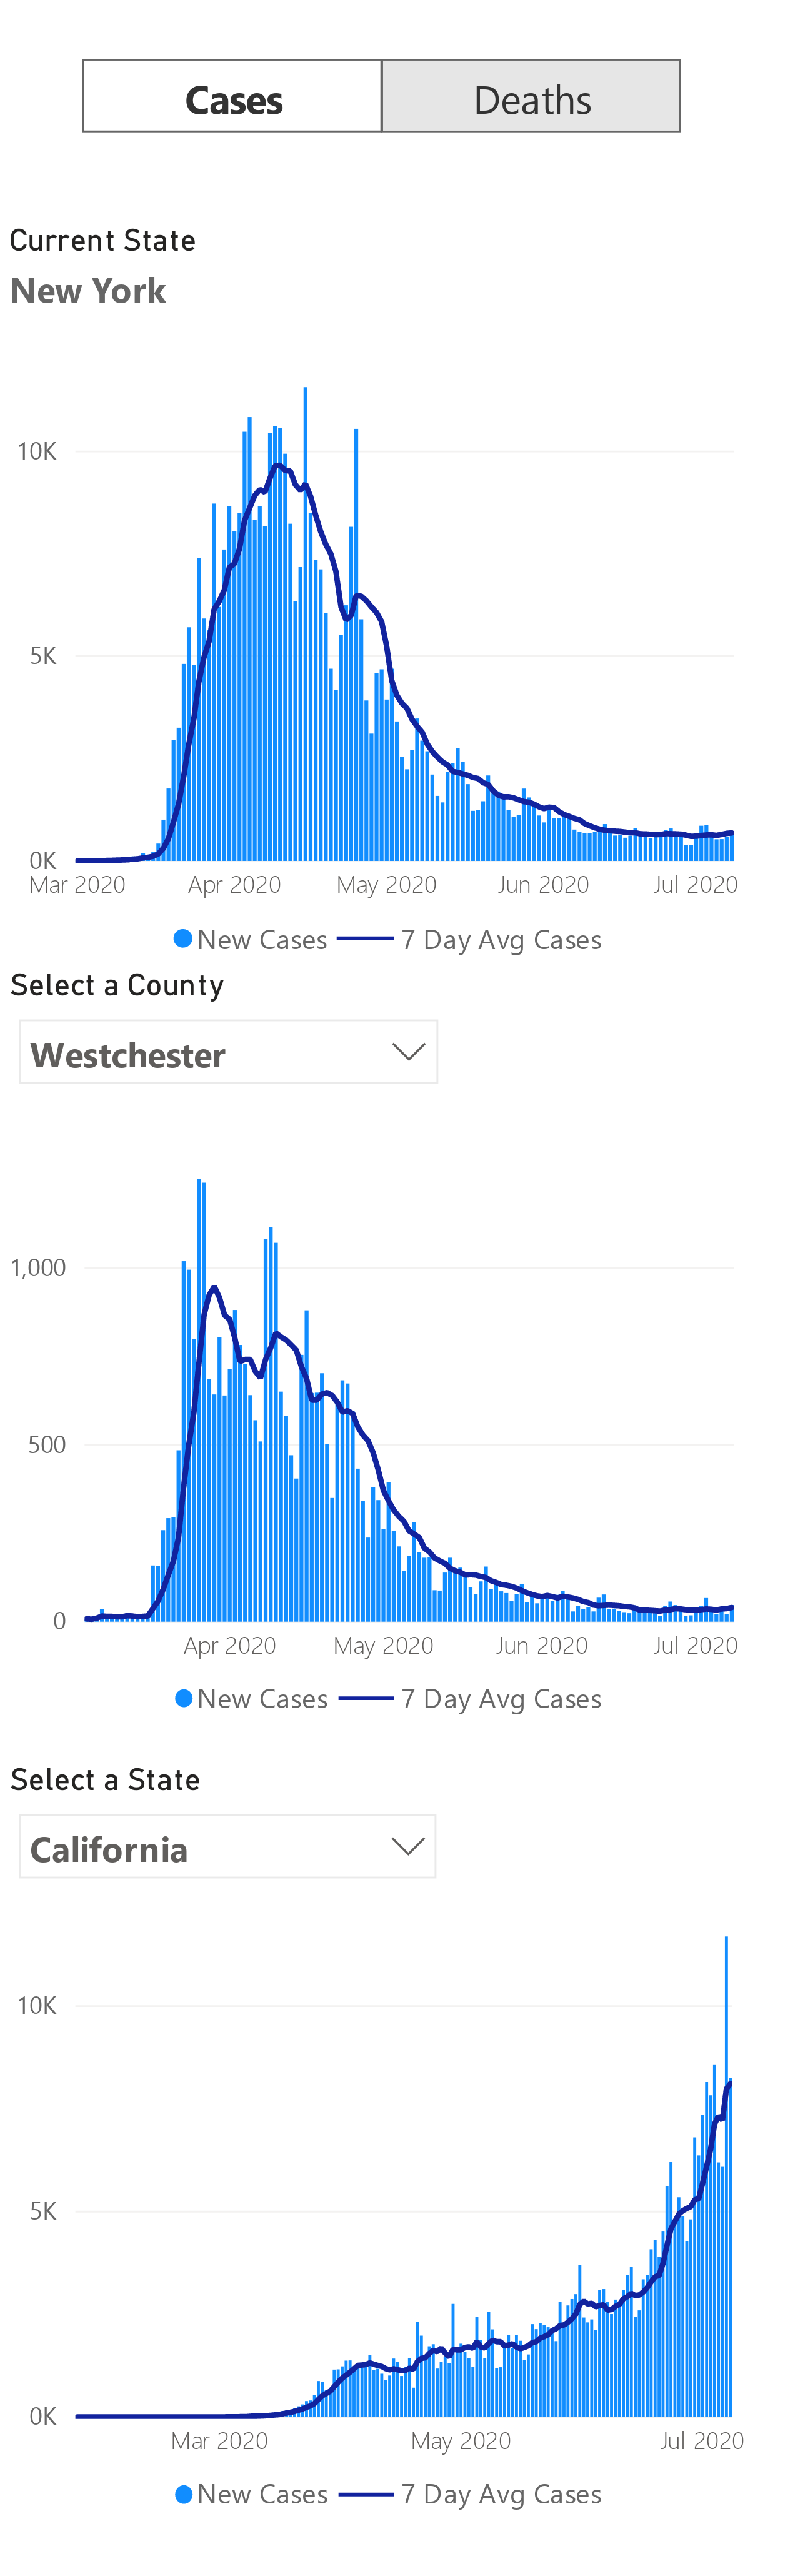 Cases Deaths
Current State
New York
10K
5K
0K
Mar 2020 Apr 2020 May 2020 Jun 2020 Jul 2020
New Cases 7 Day Avg Cases
Select a County
Westchester
1,000
500
0
Apr 2020 May 2020 Jun 2020 Jul 2020
New Cases 7 Day Avg Cases
Select a State
California
10K
5K
0K
Mar 2020 May 2020 Jul 2020
New Cases 7 Day Avg Cases